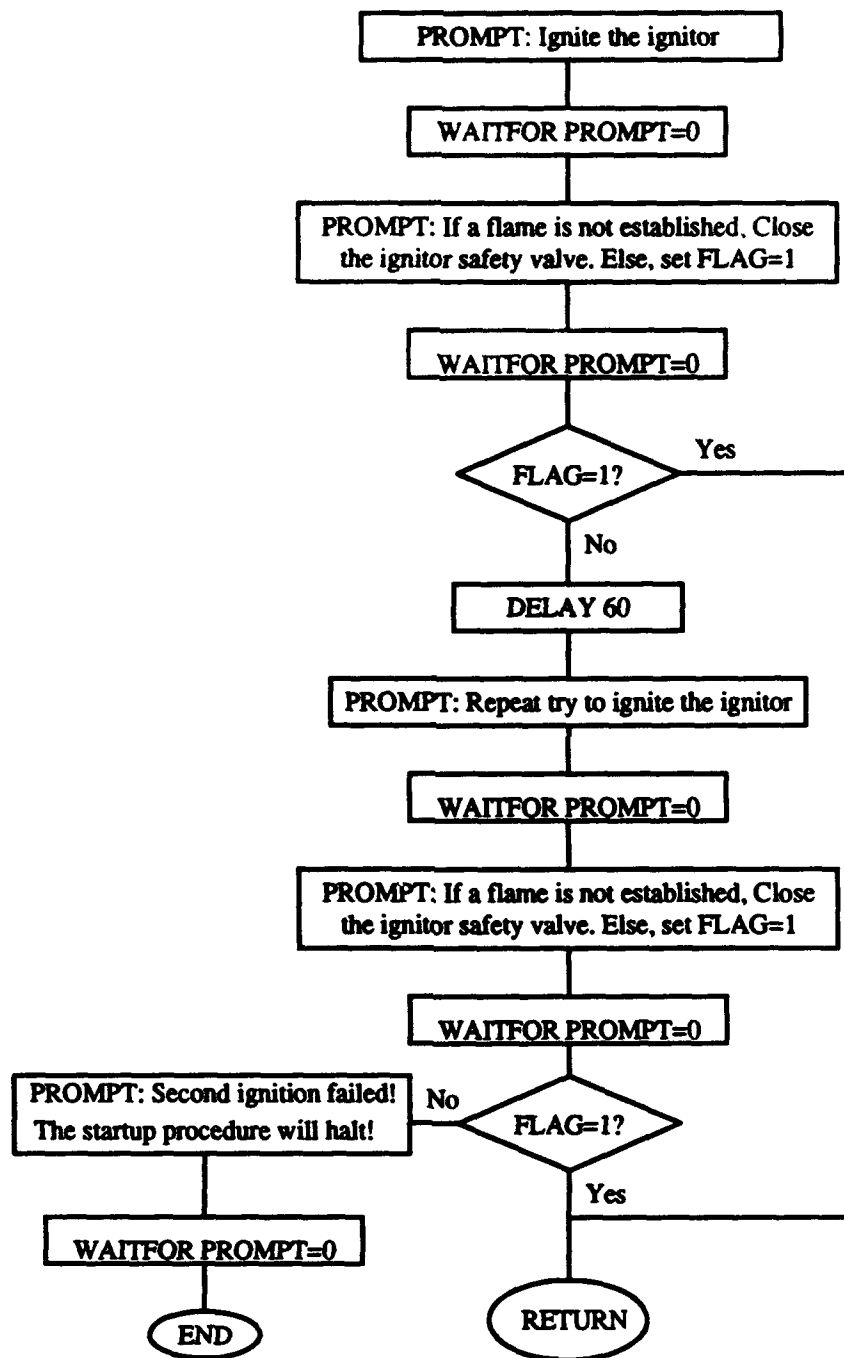 PROMPT: Ignite the ignitor
WAITFOR PROMPT=0
PROMPT: If a flame is not established, Close
the ignitor safety valve. Else, set FLAG=1
WAITFOR PROMPT=0
FLAG=1?
Yes
No
DELAY 60
PROMPT: Repeat try to ignite the ignitor
WAITFOR PROMPT=0
PROMPT: If a flame is not established, Close
the ignitor safety valve. Else, set FLAG=1
WAITFOR PROMPT=0
FLAG=1?
No
PROMPT: Second ignition failed!
The startup procedure will halt!
Yes
WAITFOR PROMPT=0
END
RETURN